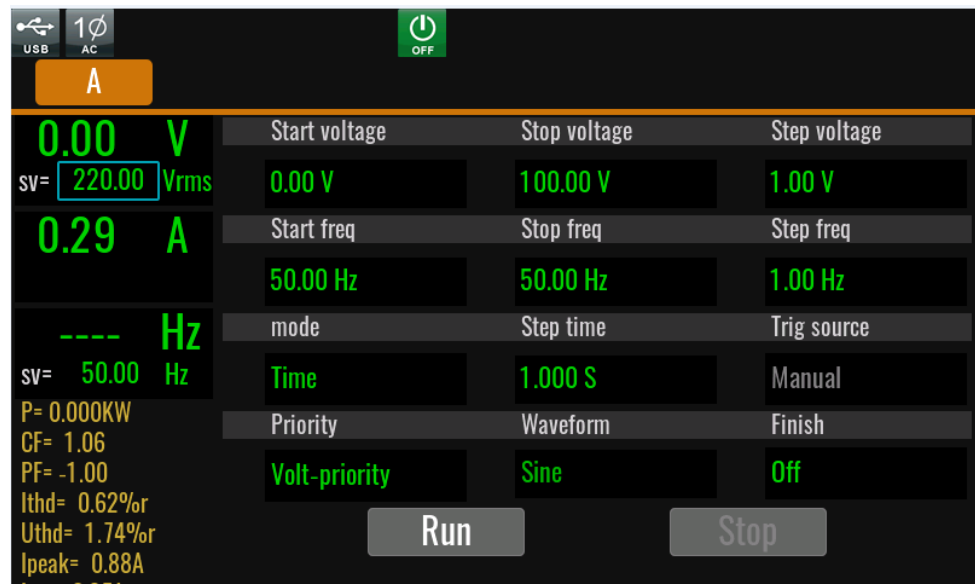 USB
1Ø
AC
OFF
A
0.00 V
sv= 220.00 Vrms
0.29 A
---- Hz
sv= 50.00 Hz
P= 0.000KW
CF= 1.06
PF= -1.00
Ithd= 0.62%r
Uthd= 1.74%r
Ipeak= 0.88A
Start voltage Stop voltage Step voltage
0.00 V 100.00 V 1.00 V
Start freq Stop freq Step freq
50.00 Hz 50.00 Hz 1.00 Hz
mode Step time Trig source
Time 1.000 S Manual
Priority Waveform Finish
Volt-priority Sine Off
Run Stop